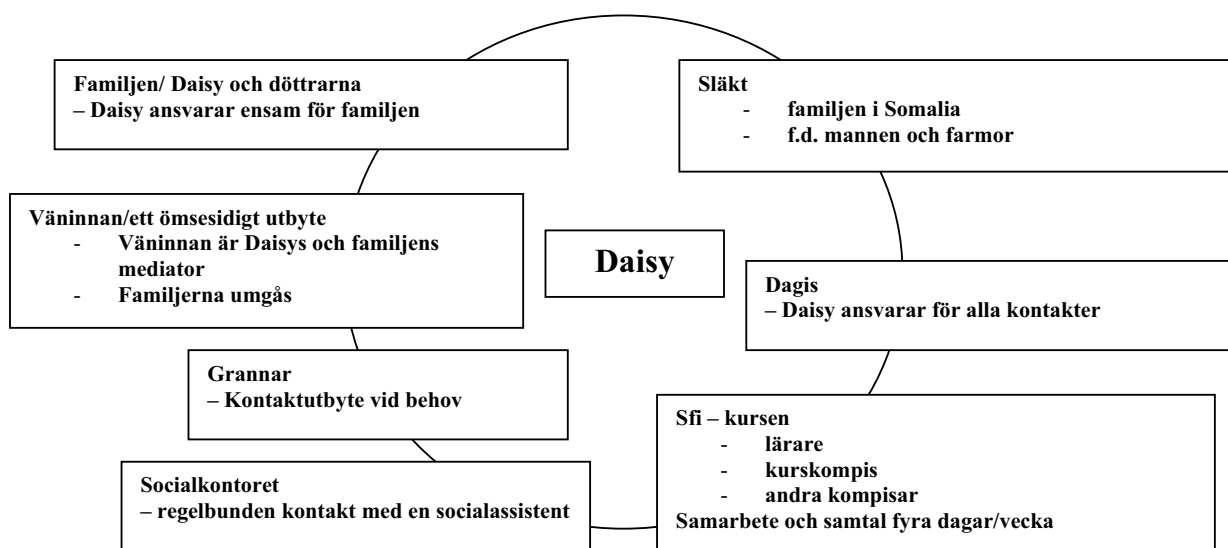 Familjen/ Daisy och döttrarna
– Daisy ansvarar ensam för familjen
Släkt
- familjen i Somalia
- f.d. mannen och farmor
Väninnan/ett ömsesidigt utbyte
- Väninnan är Daisys och familjens
mediator
- Familjerna umgås
Daisy
Dagis
– Daisy ansvarar för alla kontakter
Grannar
– Kontaktutbyte vid behov
Sfi – kursen
- lärare
- kurskompis
- andra kompisar
Samarbete och samtal fyra dagar/vecka
Socialkontoret
– regelbunden kontakt med en socialassistent